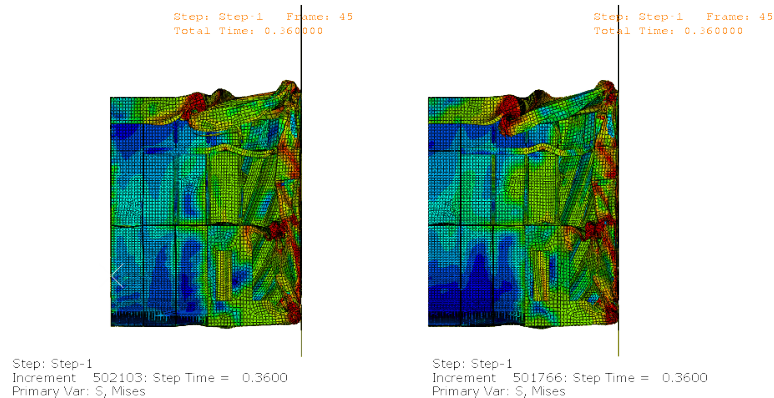 Step: Step-1 Frame: 45
Total Time: 0.360000
Step: Step-1 Frame: 45
Total Time: 0.360000
Step: Step-1
Increment 502103: Step Time = 0.3600
Primary Var: S, Mises
Step: Step-1
Increment 501766: Step Time = 0.3600
Primary Var: S, Mises